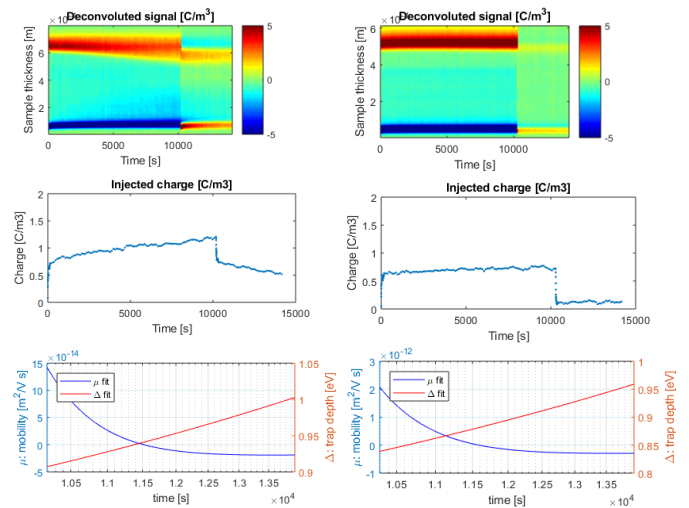 Deconvoluted signal [C/m3]
×10
Sample thickness [m]
6
4
2
5
0
-5
0
5000
10000
Time [s]
Deconvoluted signal [C/m3]
×10
Sample thickness [m]
6
4
2
5
0
-5
0
5000
10000
Time [s]
Injected charge [C/m3]
Charge [C/m3]
2
1.5
1
0.5
0
0
5000
10000
15000
Time [s]
Injected charge [C/m3]
Charge [C/m3]
2
1.5
1
0.5
0
0
5000
10000
15000
Time [s]
×10-14
μ: mobility [m2/V s]
15
10
5
0
-5
μ fit
Δ fit
1.05
1
0.95
0.9
Δ: trap depth [eV]
1.05 1.1 1.15 1.2 1.25 1.3 1.35
time [s]
×104
×10-12
μ: mobility [m2/V s]
3
2
1
0
-1
μ fit
Δ fit
1
0.95
0.9
0.85
0.8
Δ: trap depth [eV]
1.05 1.1 1.15 1.2 1.25 1.3 1.35
time [s]
×104